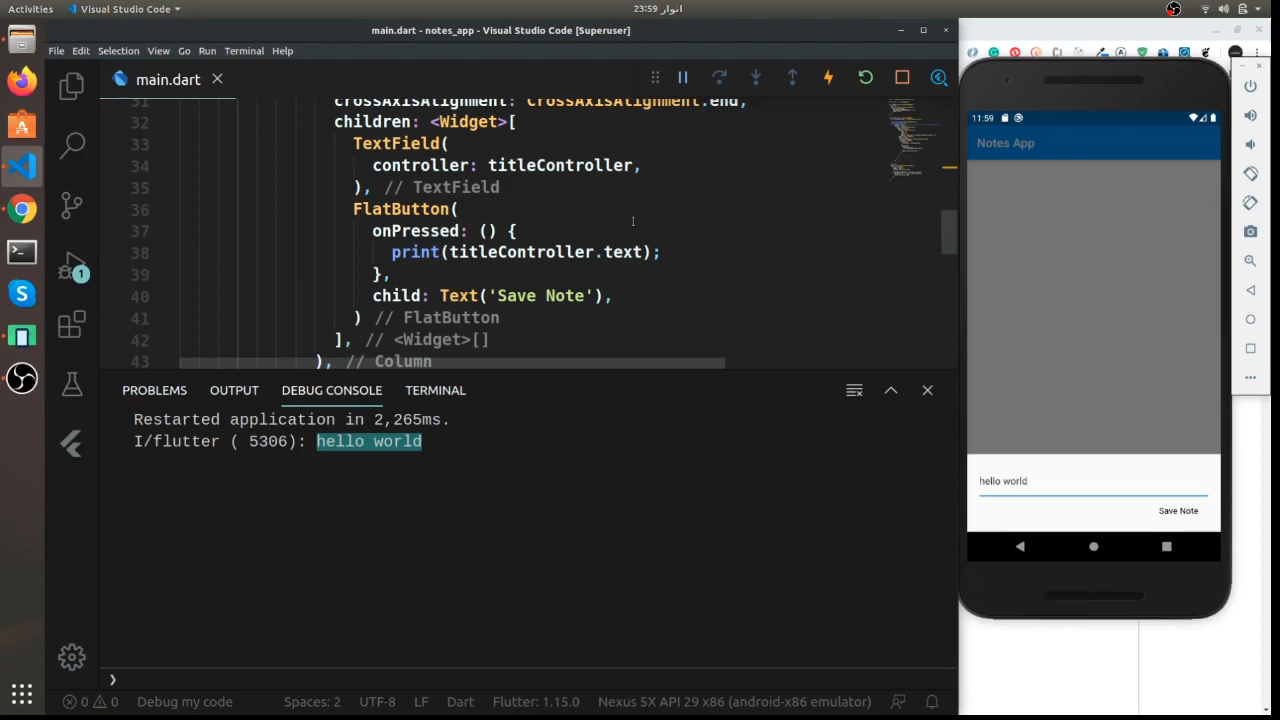 Activities
Visual Studio Code
23:59 انوار
main.dart - notes_app - Visual Studio Code [Superuser]
File Edit Selection View Go Run Terminal Help
main.dart
31 crossAxisAlignment: CrossAxisAlignment.end,
32 children: <Widget>[
33 TextField(
34 controller: titleController,
35 ), // TextField
36 FlatButton(
37 onPressed: () {
38 print(titleController.text);
39 },
40 child: Text('Save Note'),
41 ) // FlatButton
42 ], // <Widget>[]
43 ), // Column
PROBLEMS OUTPUT DEBUG CONSOLE TERMINAL
Restarted application in 2,265ms.
I/flutter ( 5306): hello world
1
❯
0 0 Debug my code Spaces: 2 UTF-8 LF Dart Flutter: 1.15.0 Nexus 5X API 29 x86 (android-x86 emulator)
11:59
Notes App
hello world
Save Note